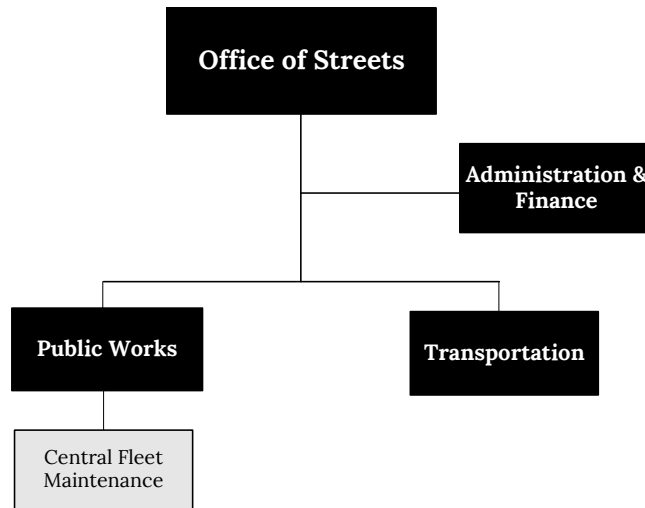 Office of Streets
Administration &
Finance
Public Works
Transportation
Central Fleet
Maintenance